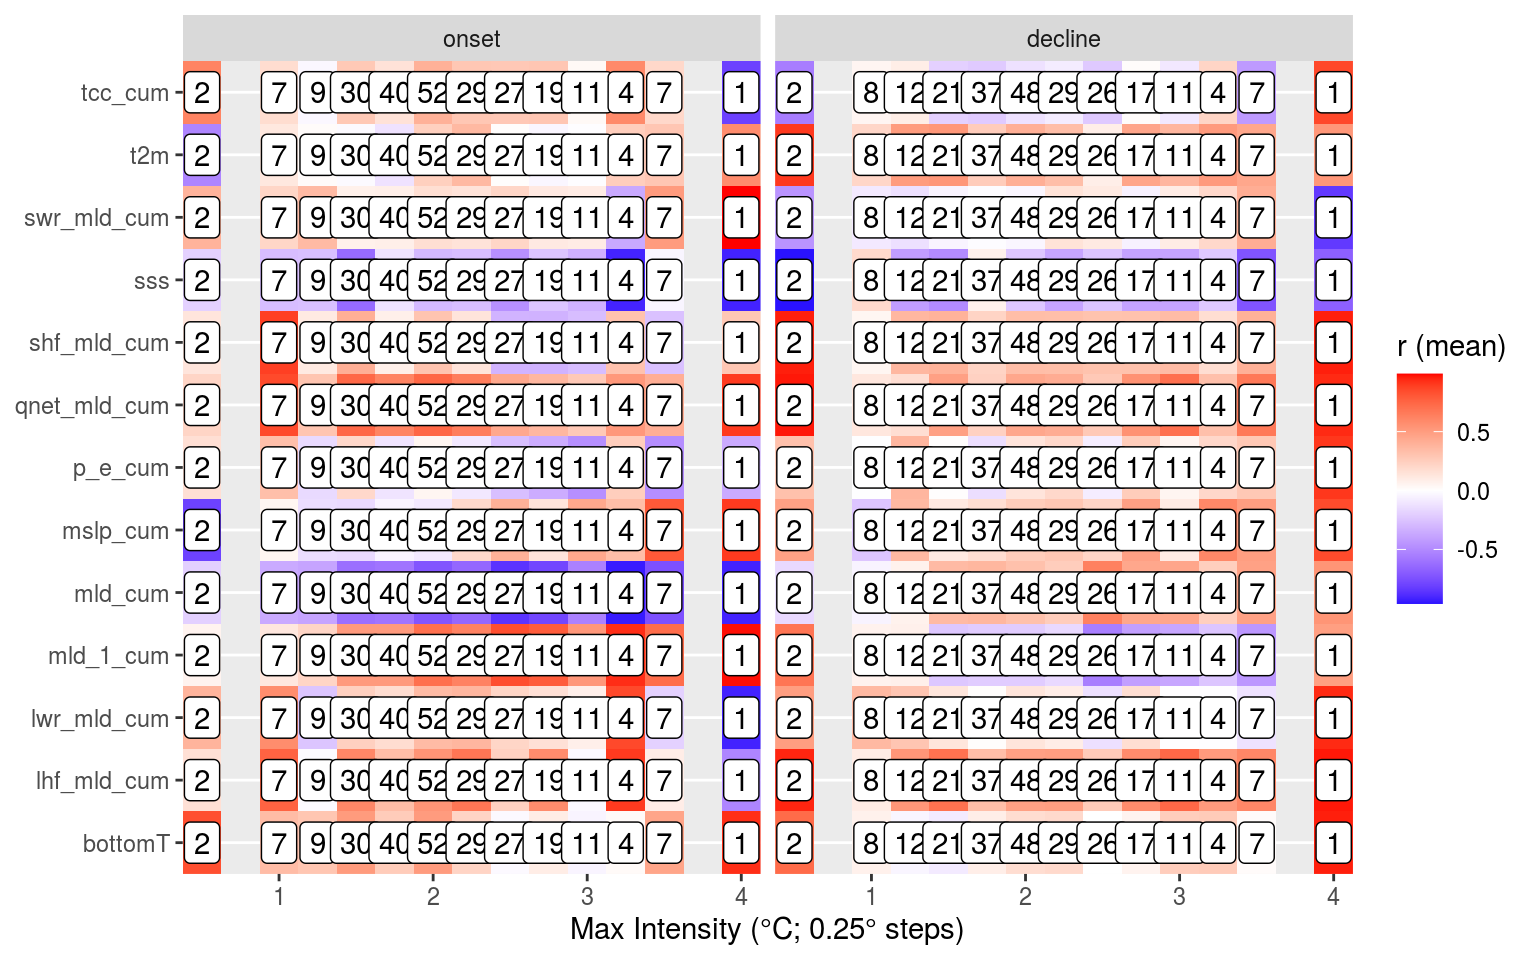 onset decline
tcc_cum 2 7 9 30 40 52 29 27 19 11 4 7 1 2 8 12 21 37 48 29 26 17 11 4 7 1
t2m 2 7 9 30 40 52 29 27 19 11 4 7 1 2 8 12 21 37 48 29 26 17 11 4 7 1
swr_mld_cum 2 7 9 30 40 52 29 27 19 11 4 7 1 2 8 12 21 37 48 29 26 17 11 4 7 1
sss 2 7 9 30 40 52 29 27 19 11 4 7 1 2 8 12 21 37 48 29 26 17 11 4 7 1
shf_mld_cum 2 7 9 30 40 52 29 27 19 11 4 7 1 2 8 12 21 37 48 29 26 17 11 4 7 1
r (mean)
qnet_mld_cum 2 7 9 30 40 52 29 27 19 11 4 7 1 2 8 12 21 37 48 29 26 17 11 4 7 1
0.5
p_e_cum 2 7 9 30 40 52 29 27 19 11 4 7 1 2 8 12 21 37 48 29 26 17 11 4 7 1
0.0
mslp_cum 2 7 9 30 40 52 29 27 19 11 4 7 1 2 8 12 21 37 48 29 26 17 11 4 7 1
-0.5
mld_cum 2 7 9 30 40 52 29 27 19 11 4 7 1 2 8 12 21 37 48 29 26 17 11 4 7 1
mld_1_cum 2 7 9 30 40 52 29 27 19 11 4 7 1 2 8 12 21 37 48 29 26 17 11 4 7 1
lwr_mld_cum 2 7 9 30 40 52 29 27 19 11 4 7 1 2 8 12 21 37 48 29 26 17 11 4 7 1
lhf_mld_cum 2 7 9 30 40 52 29 27 19 11 4 7 1 2 8 12 21 37 48 29 26 17 11 4 7 1
bottomT 2 7 9 30 40 52 29 27 19 11 4 7 1 2 8 12 21 37 48 29 26 17 11 4 7 1
1 2 3 4 1 2 3 4
Max Intensity (°C; 0.25° steps)